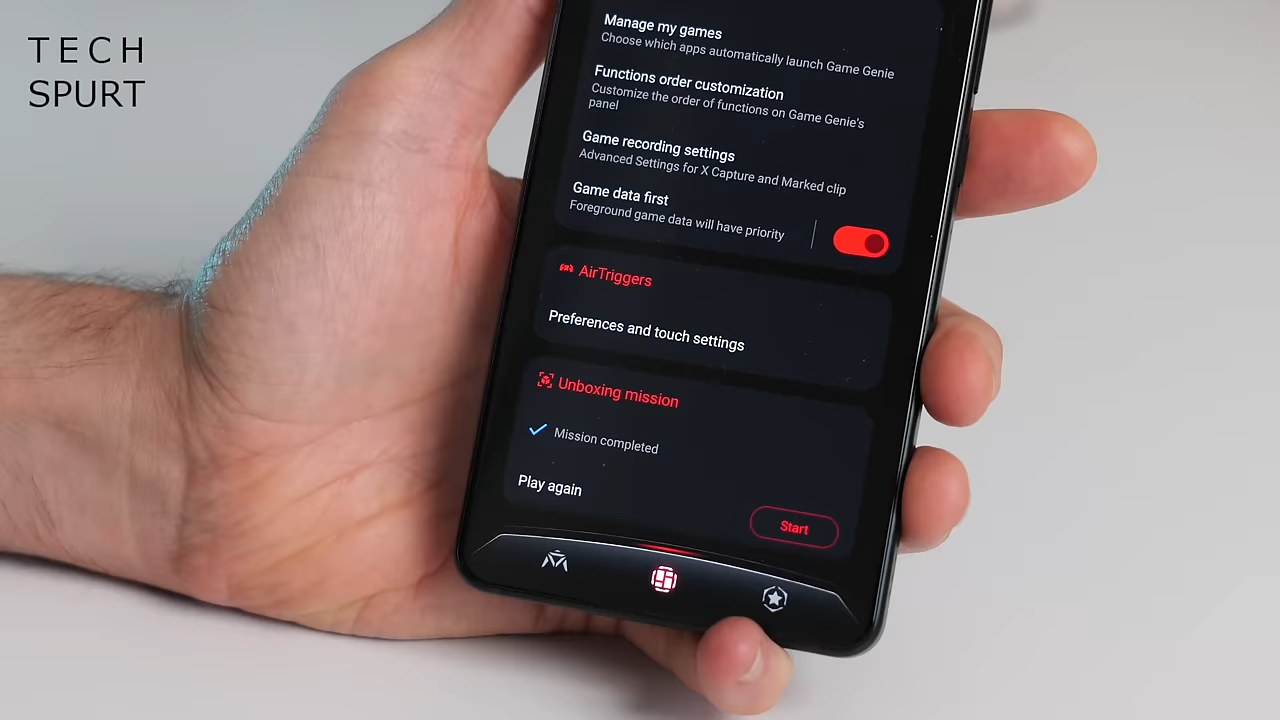 TECH
SPURT
Manage my games
Choose which apps automatically launch Game Genie
Functions order customization
Customize the order of functions on Game Genie's
panel
Game recording settings
Advanced Settings for X Capture and Marked clip
Game data first
Foreground game data will have priority
AirTriggers
Preferences and touch settings
Unboxing mission
Mission completed
Play again
Start